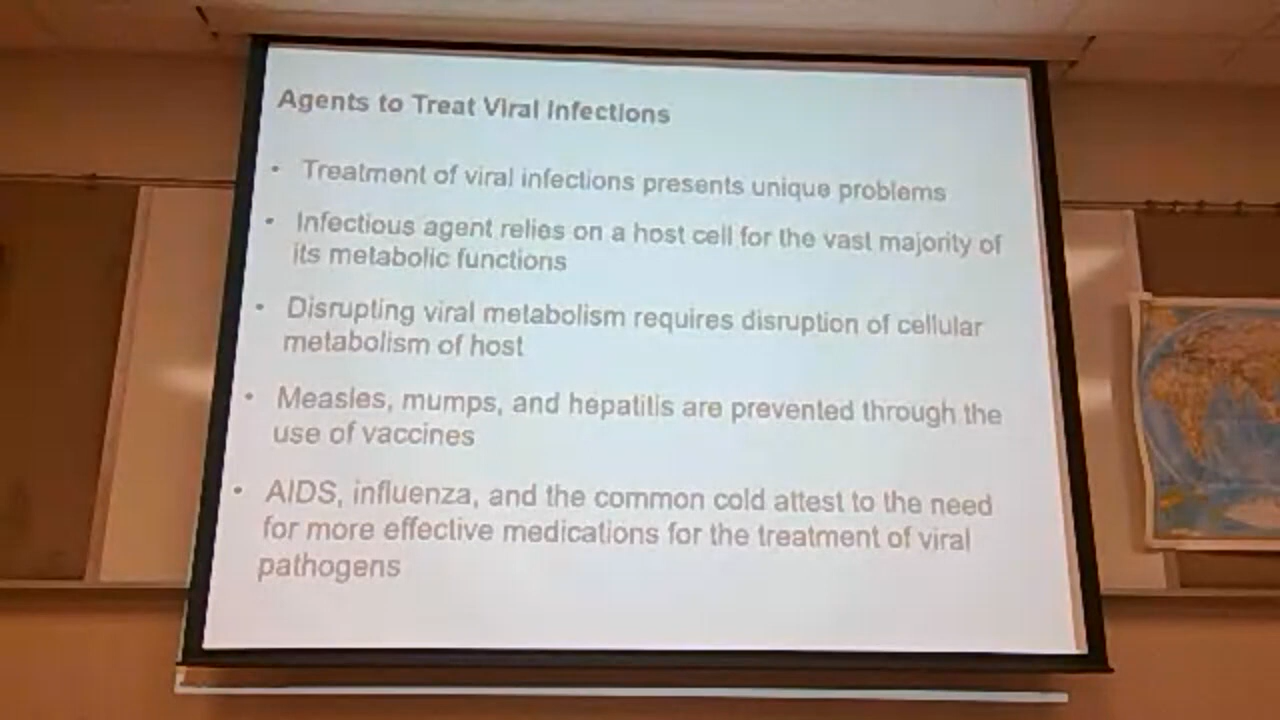 Agents to Treat Viral Infections
• Treatment of viral infections presents unique problems
• Infectious agent relies on a host cell for the vast majority of
its metabolic functions
• Disrupting viral metabolism requires disruption of cellular
metabolism of host
• Measles, mumps, and hepatitis are prevented through the
use of vaccines
• AIDS, influenza, and the common cold attest to the need
for more effective medications for the treatment of viral
pathogens